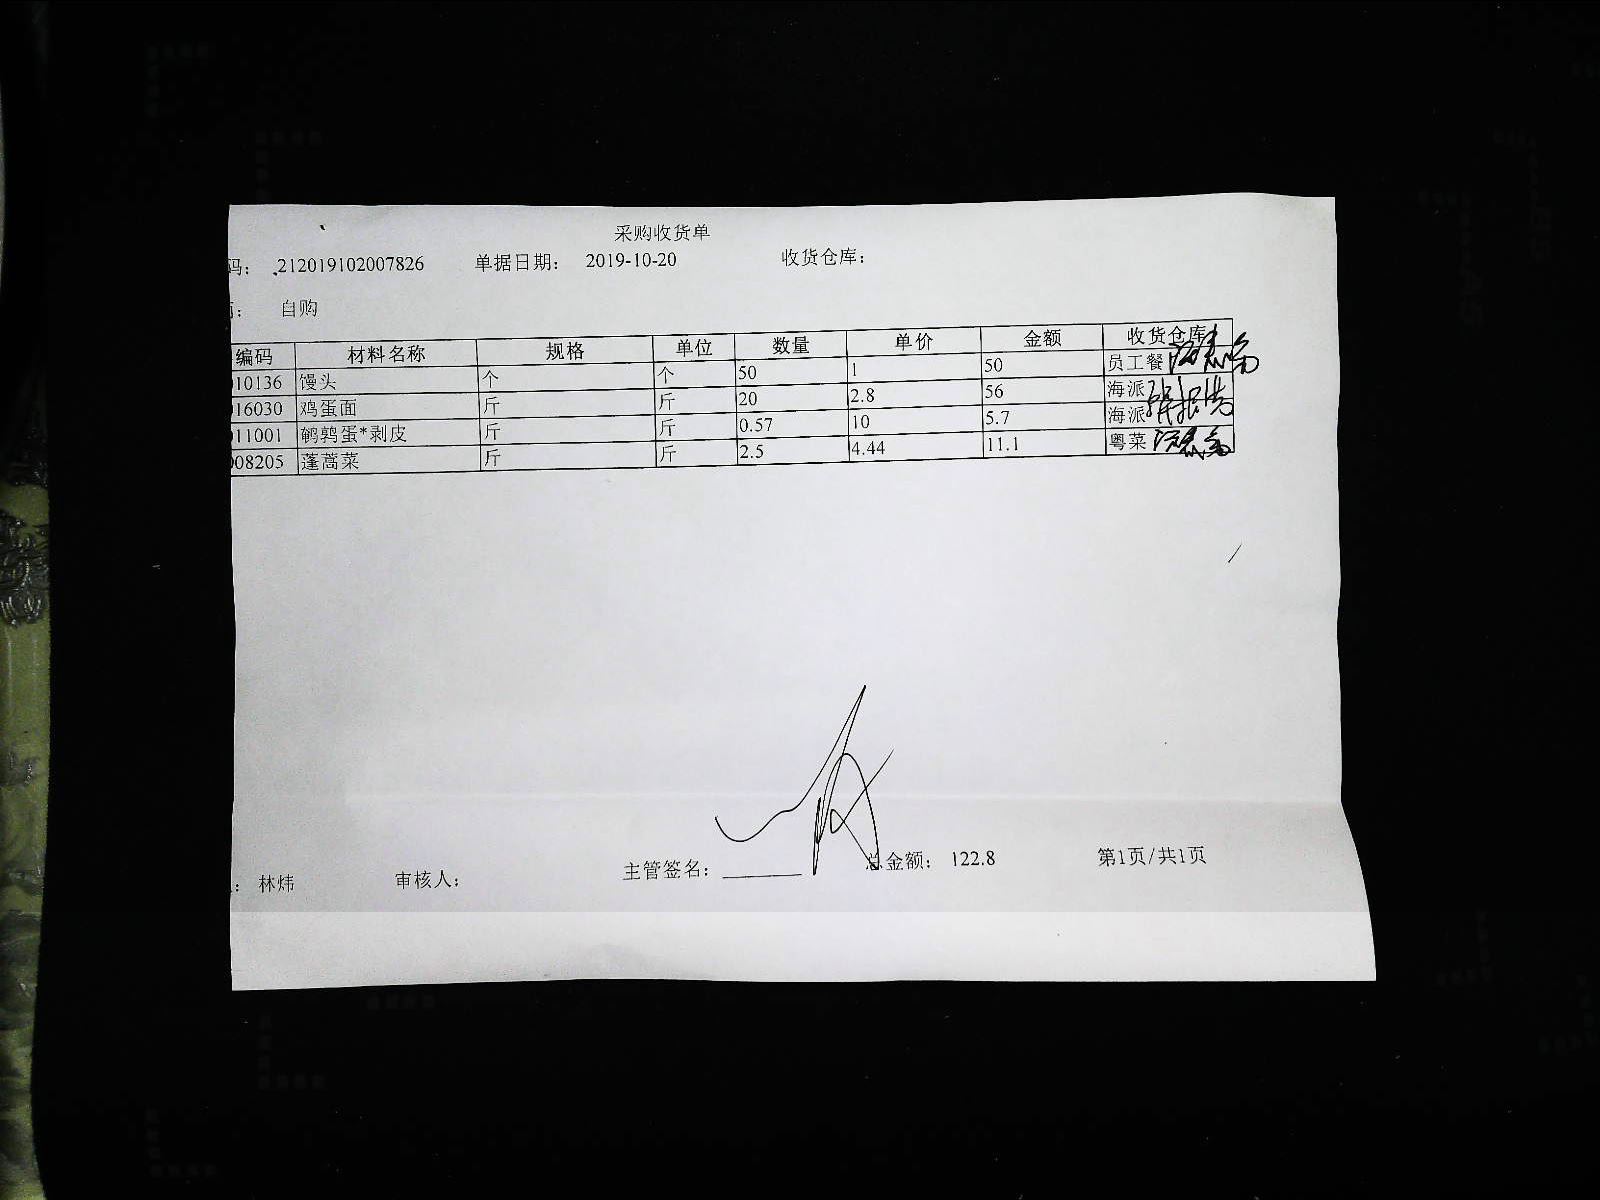 采购收货单
码： 212019102007826 单据日期： 2019-10-20 收货仓库：
： 自购
编码 材料名称 规格 单位 数量 单价 金额 收货仓库
10136 馒头 个 个 50 1 50 员工餐
16030 鸡蛋面 斤 斤 20 2.8 56 海派
011001 鹌鹑蛋*剥皮 斤 斤 0.57 10 5.7 海派
008205 蓬蒿菜 斤 斤 2.5 4.44 11.1 粤菜
： 林炜 审核人： 主管签名： 总金额： 122.8 第1页/共1页